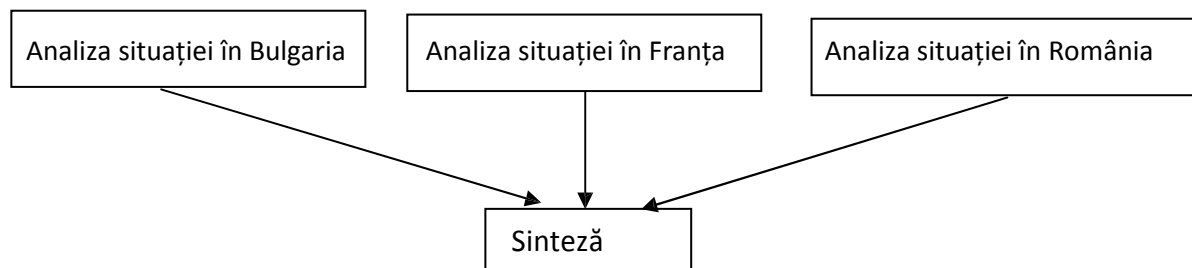 Analiza situației în Bulgaria
Analiza situației în Franța
Analiza situației în România
Sinteză